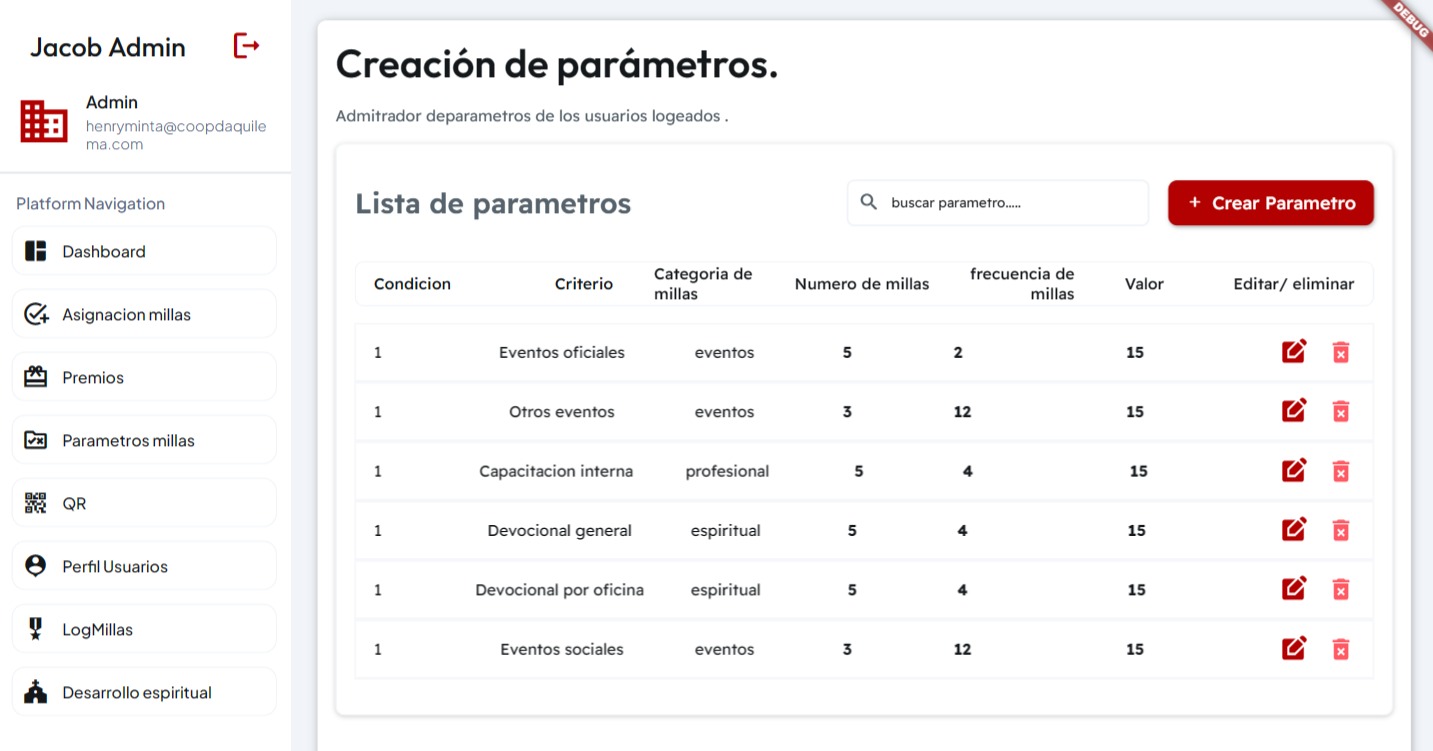 Jacob Admin
Admin
henryminta@coopdaquile
ma.com
Platform Navigation
Dashboard
Asignacion millas
Premios
Parametros millas
QR
Perfil Usuarios
LogMillas
Desarrollo espiritual
DEBUG
Creación de parámetros.
Admitrador deparametros de los usuarios logeados .
Lista de parametros
buscar parametro.....
+ Crear Parametro
Condicion Criterio Categoria de millas Numero de millas frecuencia de millas Valor Editar/ eliminar
1 Eventos oficiales eventos 5 2 15
1 Otros eventos eventos 3 12 15
1 Capacitacion interna profesional 5 4 15
1 Devocional general espiritual 5 4 15
1 Devocional por oficina espiritual 5 4 15
1 Eventos sociales eventos 3 12 15